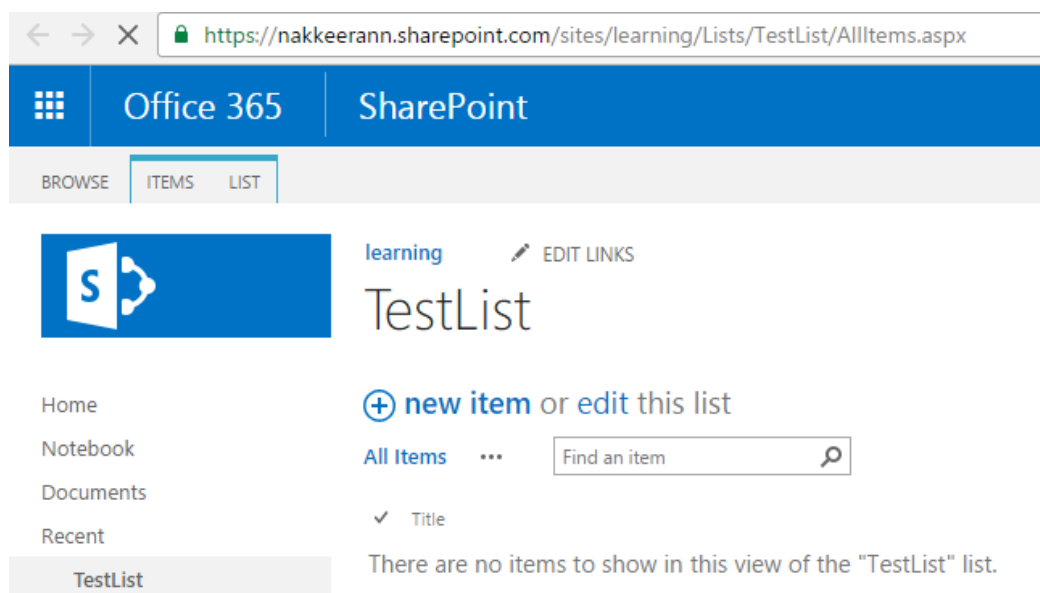 https://nakkeerann.sharepoint.com/sites/learning/Lists/TestList/AllItems.aspx
Office 365 SharePoint
BROWSE ITEMS LIST
S
learning EDIT LINKS
TestList
Home
Notebook
Documents
Recent
TestList
new item or edit this list
All Items ••• Find an item
Title
There are no items to show in this view of the "TestList" list.